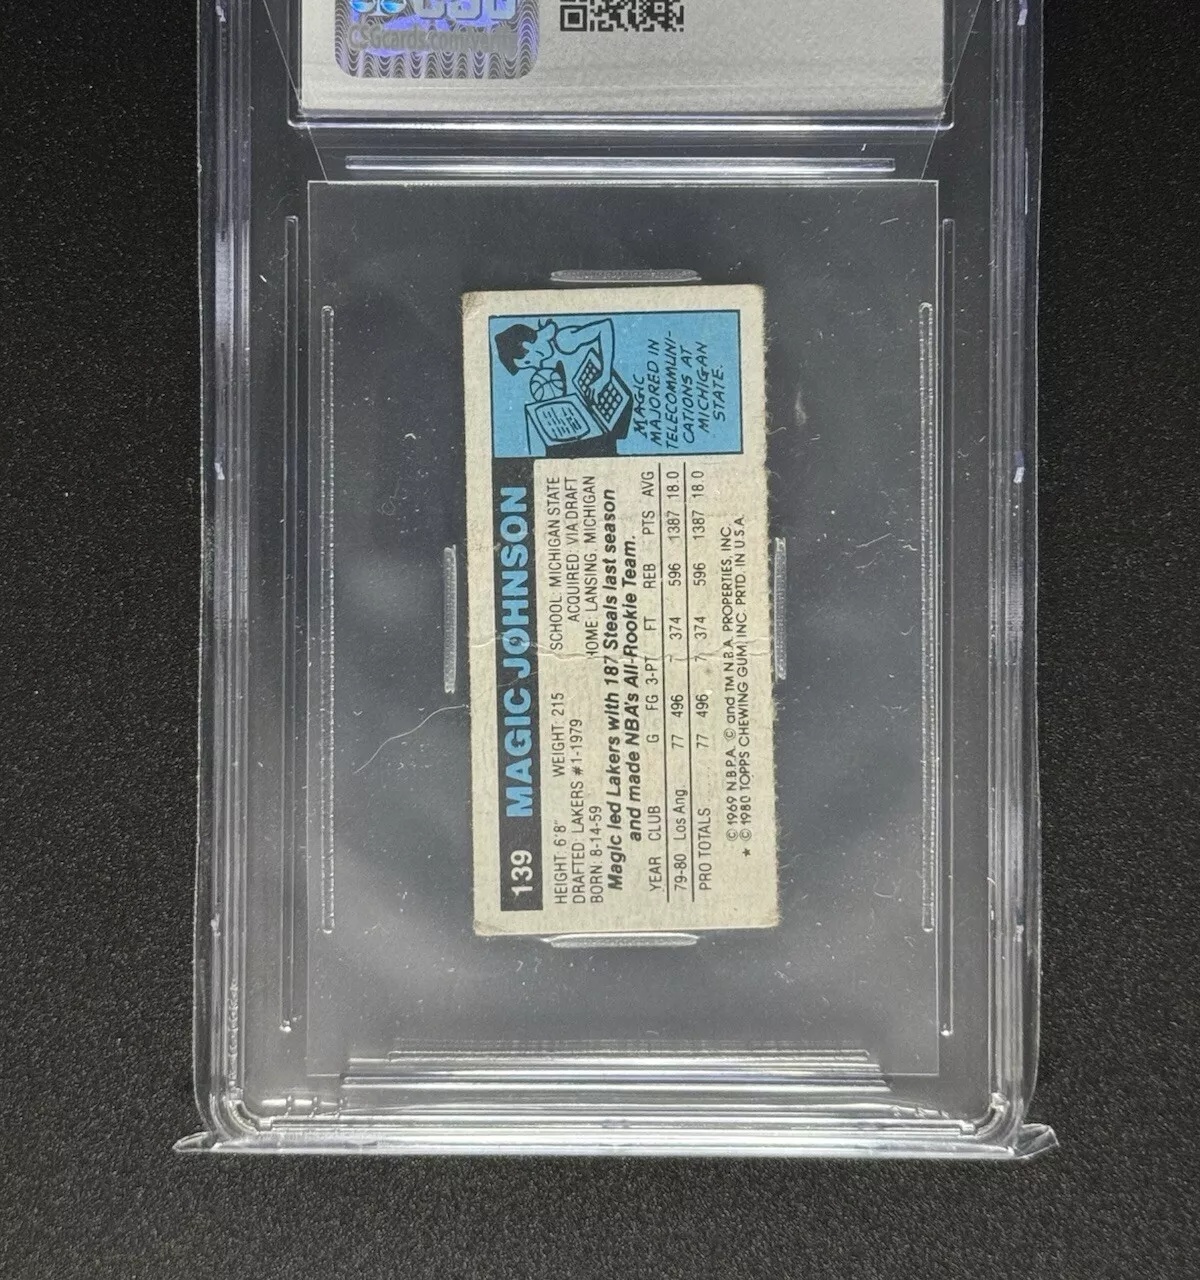 CSG
CSGcards.com/verify
139 MAGIC JOHNSON
HEIGHT: 6'8" WEIGHT: 215 SCHOOL: MICHIGAN STATE
DRAFTED: LAKERS #1-1979 ACQUIRED: VIA DRAFT
BORN: 8-14-59 HOME: LANSING, MICHIGAN
Magic led Lakers with 187 Steals last season
and made NBA's All-Rookie Team.
YEAR CLUB G FG 3-PT FT REB PTS AVG
79-80 Los Ang. 77 496 7 374 596 1387 18.0
PRO TOTALS 77 496 7 374 596 1387 18.0
© 1969 N.B.P.A. © and TM N.B.A. PROPERTIES, INC.
★ © 1980 TOPPS CHEWING GUM, INC. PRTD. IN U.S.A.
MAGIC
MAJORED IN
TELECOMMUNI-
CATIONS AT
MICHIGAN
STATE.